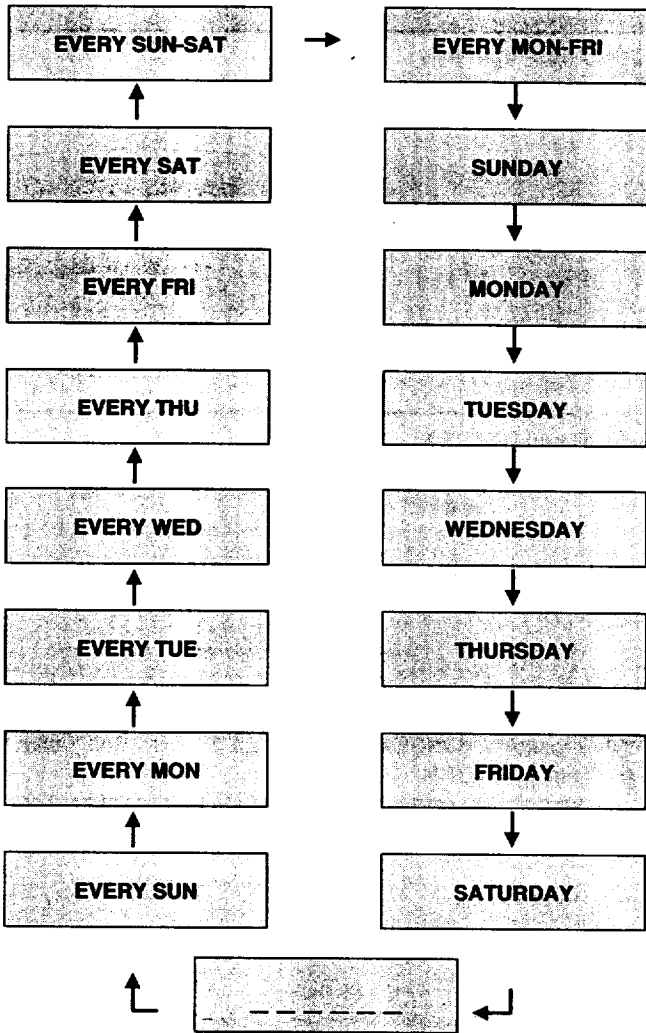 EVERY SUN-SAT
EVERY MON-FRI
EVERY SAT
SUNDAY
EVERY FRI
MONDAY
EVERY THU
TUESDAY
EVERY WED
WEDNESDAY
EVERY TUE
THURSDAY
EVERY MON
FRIDAY
EVERY SUN
SATURDAY
_ _ _ _ _ _ _